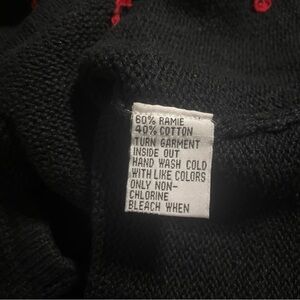 60% RAMIE
40% COTTON
TURN GARMENT
INSIDE OUT
HAND WASH COLD
WITH LIKE COLORS
ONLY NON-
CHLORINE
BLEACH WHEN